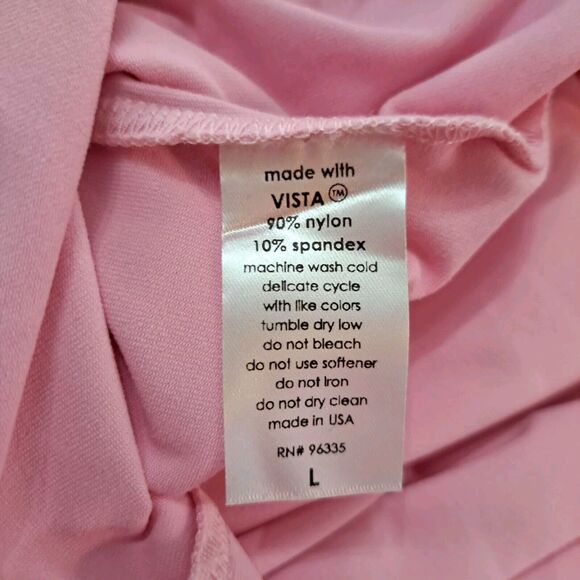 made with
VISTA™
90% nylon
10% spandex
machine wash cold
delicate cycle
with like colors
tumble dry low
do not bleach
do not use softener
do not Iron
do not dry clean
made in USA
RN# 96335
L